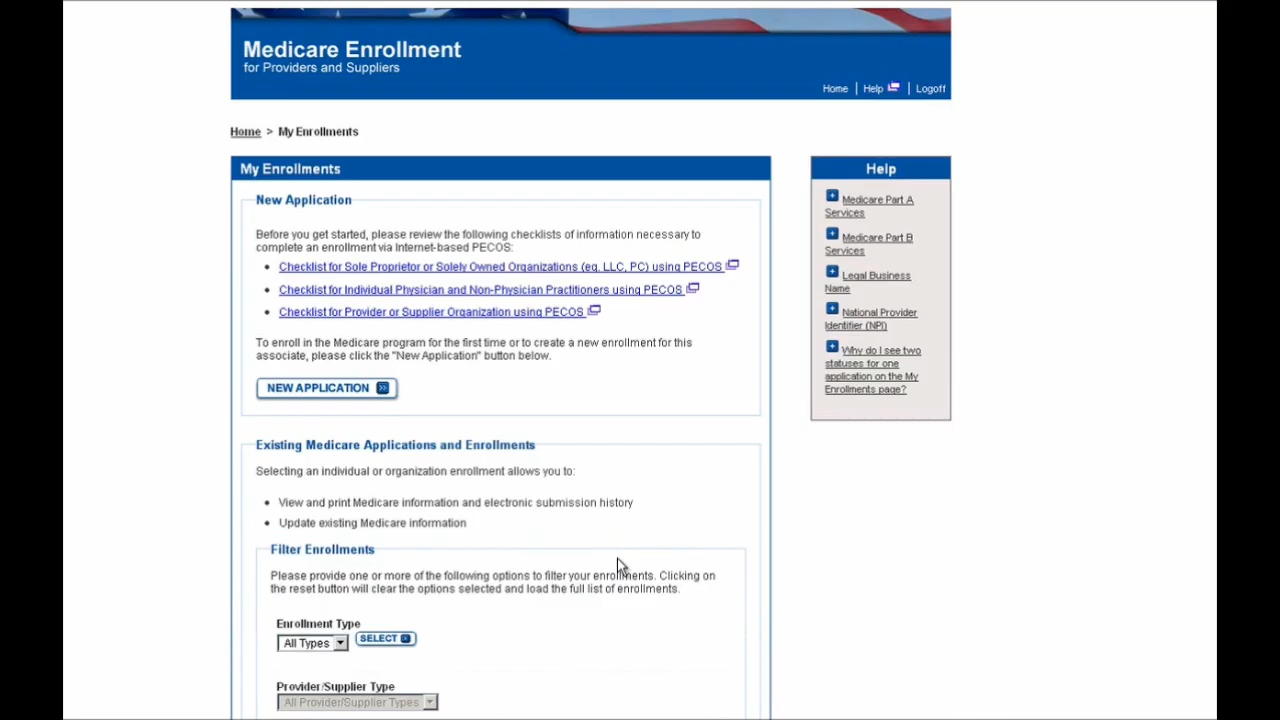 Medicare Enrollment
for Providers and Suppliers
Home | Help | Logoff
Home > My Enrollments
My Enrollments
New Application
Before you get started, please review the following checklists of information necessary to
complete an enrollment via Internet-based PECOS:
• Checklist for Sole Proprietor or Solely Owned Organizations (eg. LLC, PC) using PECOS
• Checklist for Individual Physician and Non-Physician Practitioners using PECOS
• Checklist for Provider or Supplier Organization using PECOS
To enroll in the Medicare program for the first time or to create a new enrollment for this
associate, please click the "New Application" button below.
NEW APPLICATION
Existing Medicare Applications and Enrollments
Selecting an individual or organization enrollment allows you to:
• View and print Medicare information and electronic submission history
• Update existing Medicare information
Filter Enrollments
Please provide one or more of the following options to filter your enrollments. Clicking on
the reset button will clear the options selected and load the full list of enrollments.
Enrollment Type
All Types SELECT
Provider/Supplier Type
All Provider/Supplier Types
Help
Medicare Part A
Services
Medicare Part B
Services
Legal Business
Name
National Provider
Identifier (NPI)
Why do I see two
statuses for one
application on the My
Enrollments page?